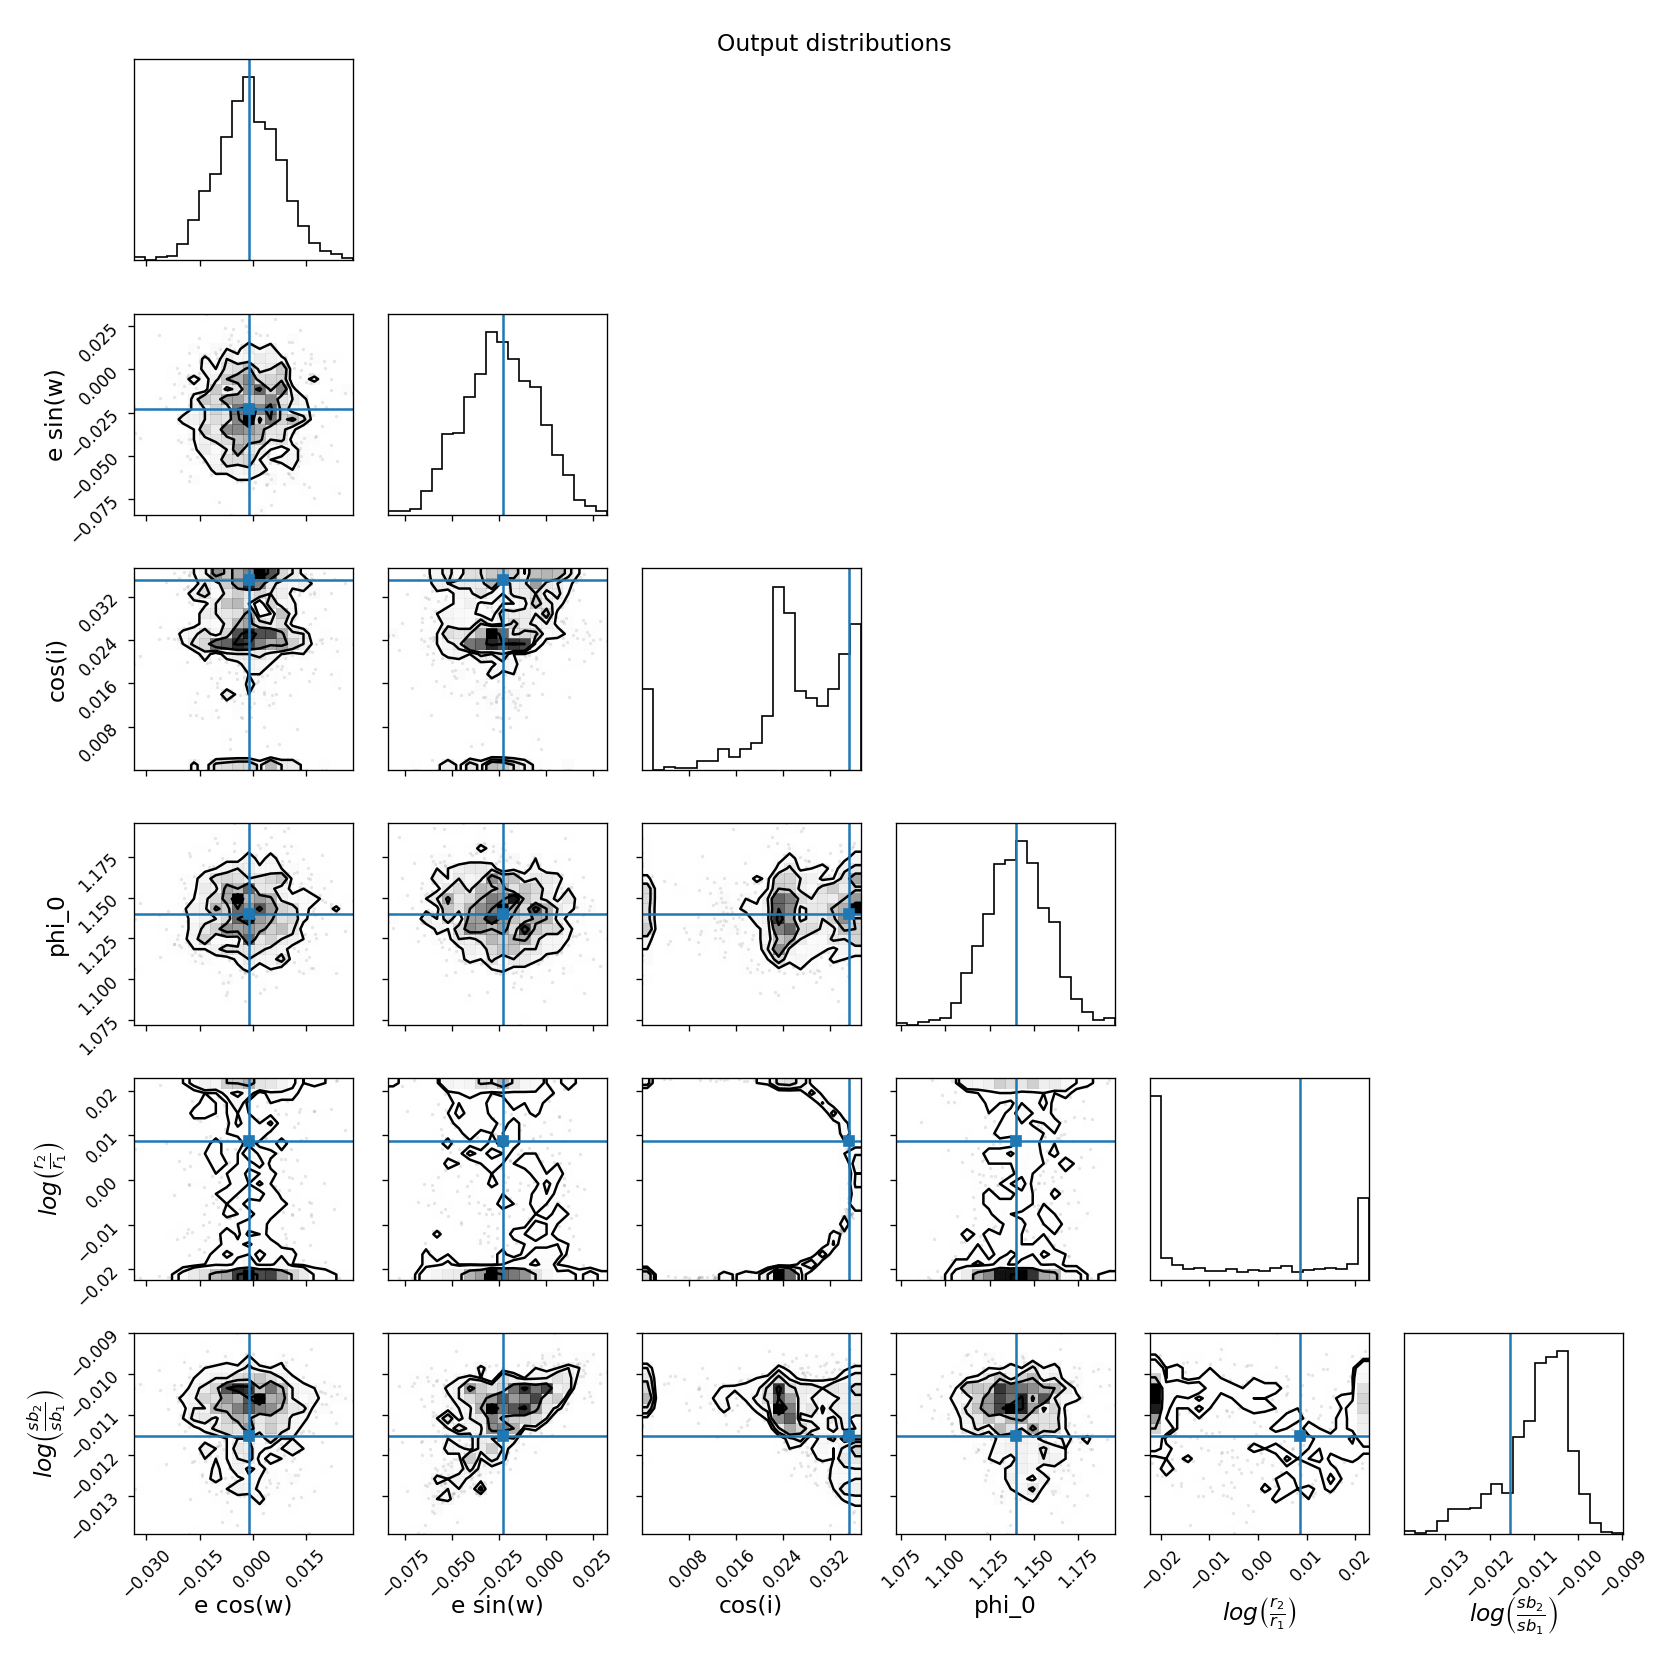 Output distributions
e sin(w)
0.025
0.000
−0.025
−0.050
−0.075
cos(i)
0.032
0.024
0.016
0.008
phi_0
1.175
1.150
1.125
1.100
1.075
log(r2/r1)
0.02
0.01
0.00
−0.01
−0.02
log(sb2/sb1)
−0.009
−0.010
−0.011
−0.012
−0.013
−0.030 −0.015 0.000 0.015
e cos(w)
−0.075 −0.050 −0.025 0.000 0.025
e sin(w)
0.008 0.016 0.024 0.032
cos(i)
1.075 1.100 1.125 1.150 1.175
phi_0
−0.02 −0.01 0.00 0.01 0.02
log(r2/r1)
−0.013 −0.012 −0.011 −0.010 −0.009
log(sb2/sb1)